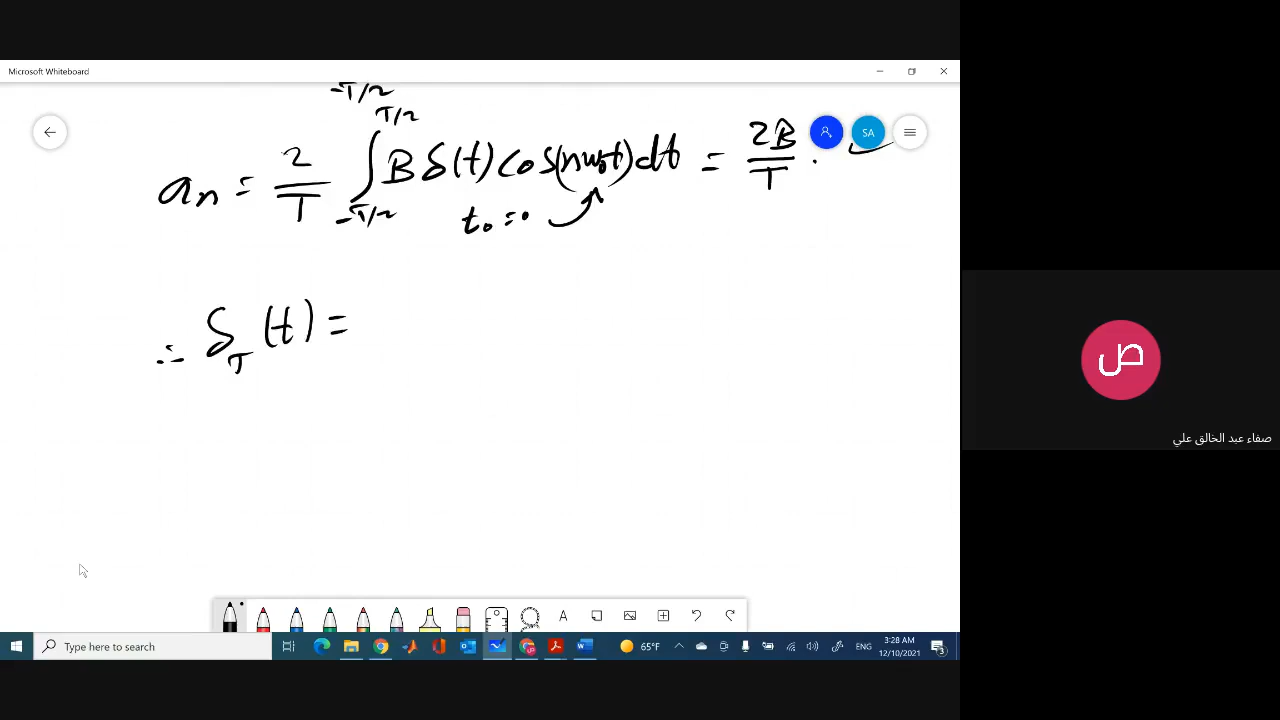 Microsoft Whiteboard
-T/2
T/2
an = 2/T ∫ B δ(t) Cos(nω₀t)dt = 2B/T .
-T/2
t₀ = 0
SA
∴ δT(t) =
ص
صفاء عبد الخالق علي
A
Type here to search
65°F
ENG
3:28 AM
12/10/2021
3